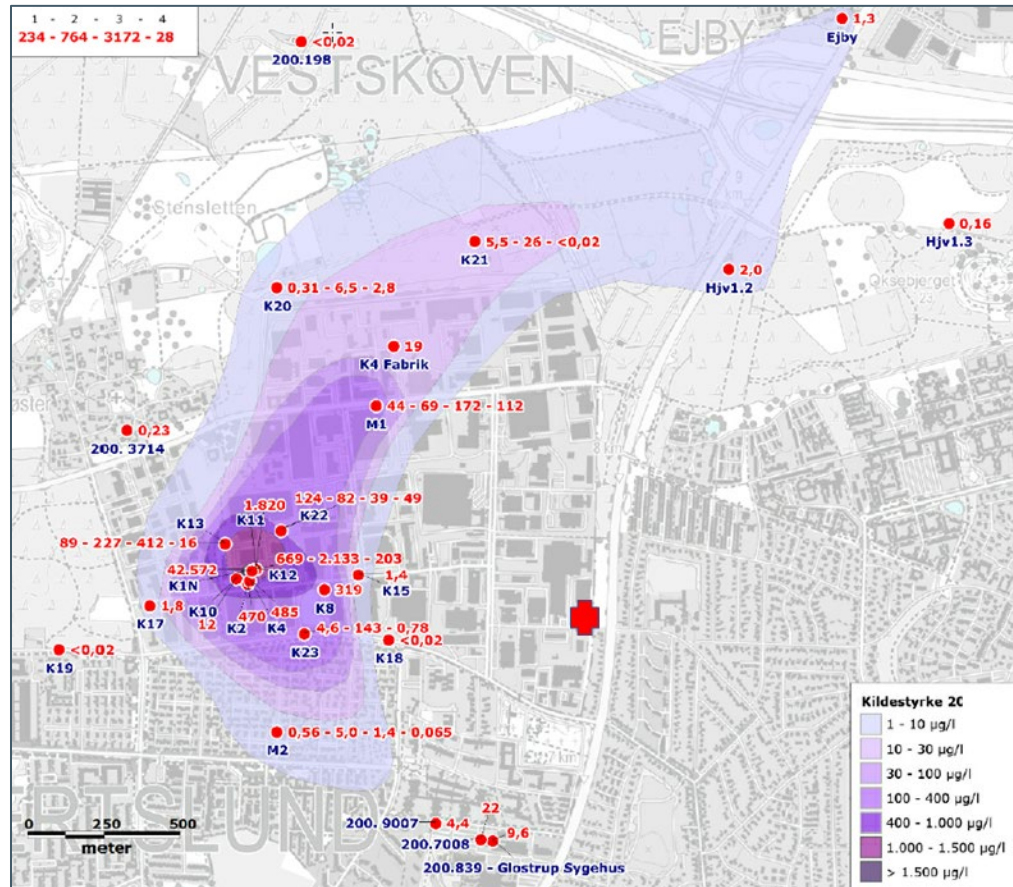 1 - 2 - 3 - 4
234 - 764 - 3172 - 28
<0,02
200.198
VESTSKOVEN
EJBY
1,3
Ejby
Stensletten
5,5 - 26 - <0,02
K21
0,16
Hjv1.3
2,0
Hjv1.2
Oksebjerget
23
0,31 - 6,5 - 2,8
K20
19
K4 Fabrik
44 - 69 - 172 - 112
M1
0,23
200. 3714
8 km
124 - 82 - 39 - 49
1.820
K11
K22
K13
89 - 227 - 412 - 16
669 - 2.133 - 203
42.572
K12
K1N
1,4
K15
K10
319
K8
K2
K4
470
485
12
1,8
K17
4,6 - 143 - 0,78
K23
<0,02
K18
<0,02
K19
0,56 - 5,0 - 1,4 - 0,065
M2
ERTSLUND
0 250 500
meter
22
200. 9007
4,4
200.7008
9,6
200.839 - Glostrup Sygehus
Kildestyrke 20
1 - 10 µg/l
10 - 30 µg/l
30 - 100 µg/l
100 - 400 µg/l
400 - 1.000 µg/l
1.000 - 1.500 µg/l
> 1.500 µg/l